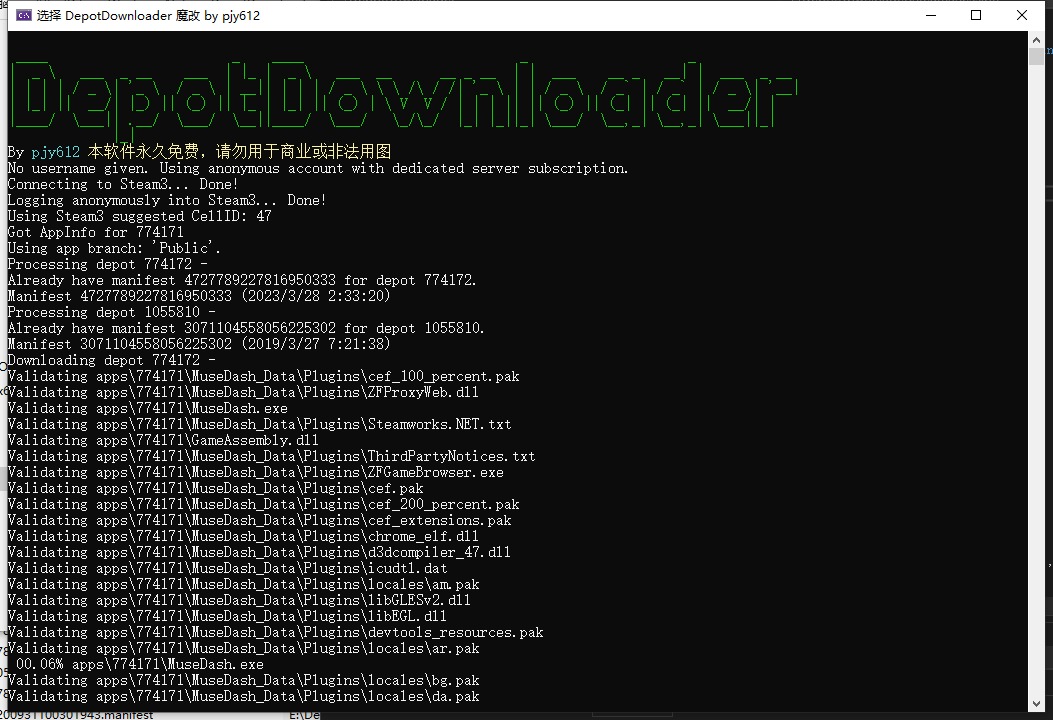 选择 DepotDownloader 魔改 by pjy612
DepotDownloader
By pjy612 本软件永久免费，请勿用于商业或非法用图
No username given. Using anonymous account with dedicated server subscription.
Connecting to Steam3... Done!
Logging anonymously into Steam3... Done!
Using Steam3 suggested CellID: 47
Got AppInfo for 774171
Using app branch: 'Public'.
Processing depot 774172 -
Already have manifest 4727789227816950333 for depot 774172.
Manifest 4727789227816950333 (2023/3/28 2:33:20)
Processing depot 1055810 -
Already have manifest 3071104558056225302 for depot 1055810.
Manifest 3071104558056225302 (2019/3/27 7:21:38)
Downloading depot 774172 -
Validating apps\774171\MuseDash_Data\Plugins\cef_100_percent.pak
Validating apps\774171\MuseDash_Data\Plugins\ZFProxyWeb.dll
Validating apps\774171\MuseDash.exe
Validating apps\774171\MuseDash_Data\Plugins\Steamworks.NET.txt
Validating apps\774171\GameAssembly.dll
Validating apps\774171\MuseDash_Data\Plugins\ThirdPartyNotices.txt
Validating apps\774171\MuseDash_Data\Plugins\ZFGameBrowser.exe
Validating apps\774171\MuseDash_Data\Plugins\cef.pak
Validating apps\774171\MuseDash_Data\Plugins\cef_200_percent.pak
Validating apps\774171\MuseDash_Data\Plugins\cef_extensions.pak
Validating apps\774171\MuseDash_Data\Plugins\chrome_elf.dll
Validating apps\774171\MuseDash_Data\Plugins\d3dcompiler_47.dll
Validating apps\774171\MuseDash_Data\Plugins\icudtl.dat
Validating apps\774171\MuseDash_Data\Plugins\locales\am.pak
Validating apps\774171\MuseDash_Data\Plugins\libGLESv2.dll
Validating apps\774171\MuseDash_Data\Plugins\libEGL.dll
Validating apps\774171\MuseDash_Data\Plugins\devtools_resources.pak
Validating apps\774171\MuseDash_Data\Plugins\locales\ar.pak
00.06% apps\774171\MuseDash.exe
Validating apps\774171\MuseDash_Data\Plugins\locales\bg.pak
Validating apps\774171\MuseDash_Data\Plugins\locales\da.pak